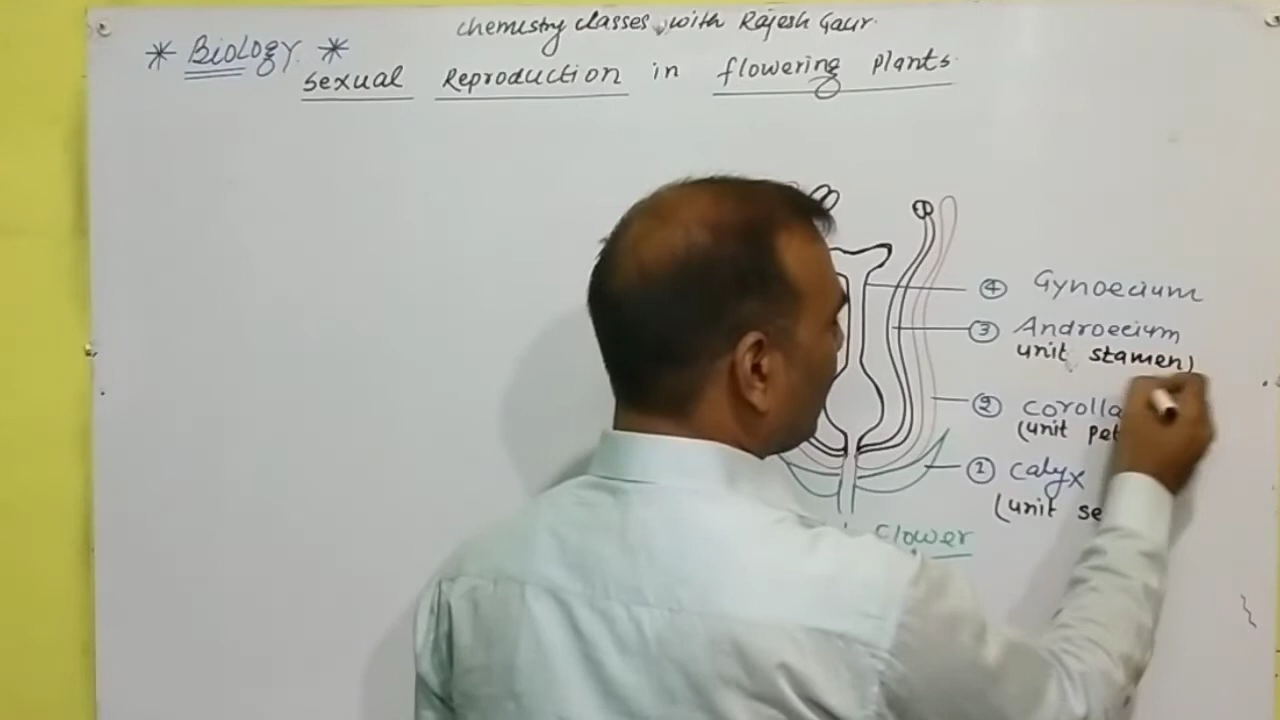 chemistry classes with Rajesh Gaur.
* Biology *
Sexual Reproduction in flowering plants.
④ Gynoecium
③ Androecium
unit stamen)
② corolla
(unit pet
① calyx
(unit se
flower